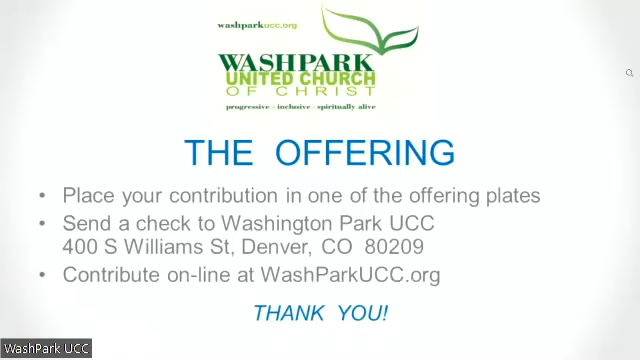 washparkucc.org
WASHPARK
UNITED CHURCH
OF CHRIST
progressive - inclusive - spiritually alive
THE OFFERING
• Place your contribution in one of the offering plates
• Send a check to Washington Park UCC
400 S Williams St, Denver, CO 80209
• Contribute on-line at WashParkUCC.org
THANK YOU!
WashPark UCC